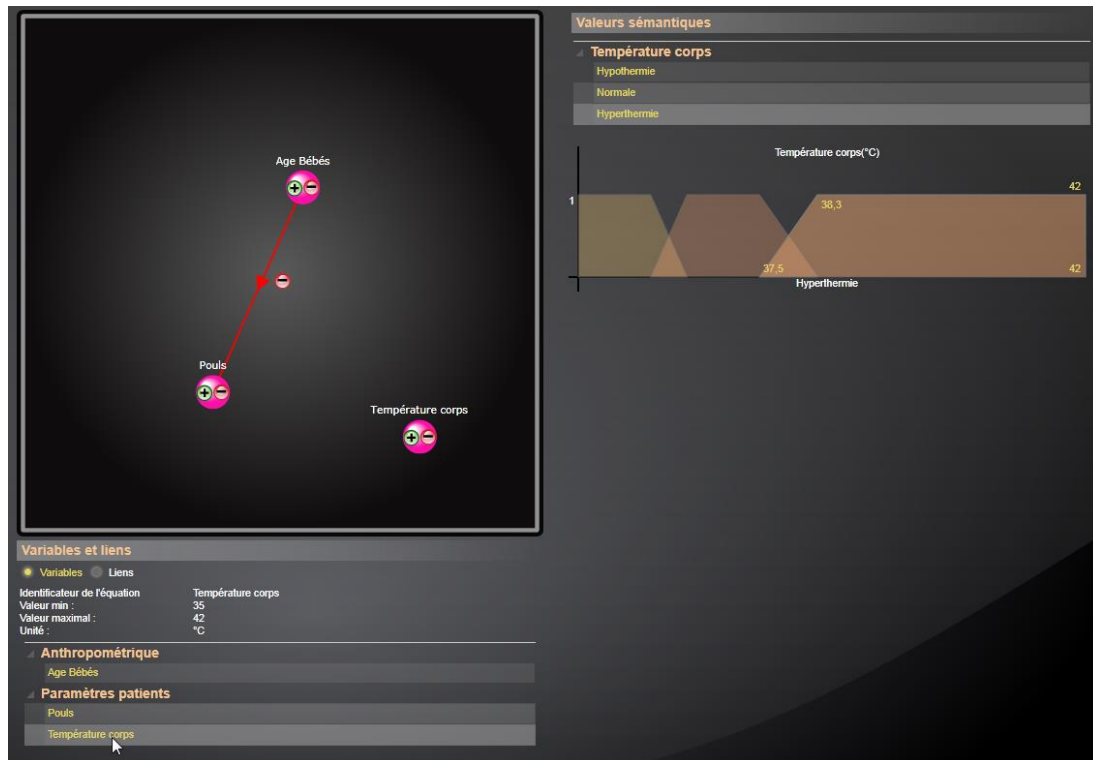 Age Bébés
Pouls
Température corps
Variables et liens
Variables Liens
Identificateur de l'équation Température corps
Valeur min : 35
Valeur maximal : 42
Unité : °C
Anthropométrique
Age Bébés
Paramètres patients
Pouls
Température corps
Valeurs sémantiques
Température corps
Hypothermie
Normale
Hyperthermie
Température corps(°C)
42
1
38,3
37,5
42
Hyperthermie